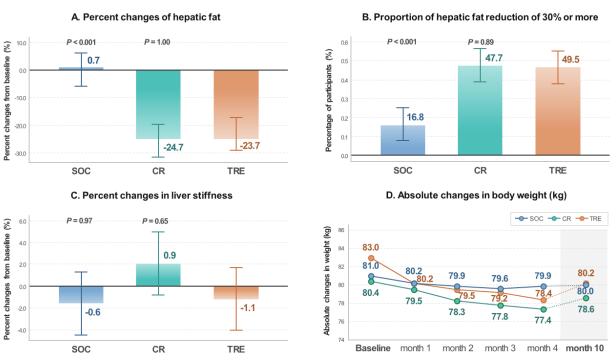 A. Percent changes of hepatic fat
Percent changes from baseline (%)
10.0
0.0
-10.0
-20.0
-30.0
P < 0.001
P = 1.00
0.7
-24.7
-23.7
SOC
CR
TRE
B. Proportion of hepatic fat reduction of 30% or more
Percentage of participants (%)
0.6
0.5
0.4
0.3
0.2
0.1
0.0
P < 0.001
P = 0.89
16.8
47.7
49.5
SOC
CR
TRE
C. Percent changes in liver stiffness
Percent changes from baseline (%)
6.0
4.0
2.0
0.0
-2.0
-4.0
P = 0.97
P = 0.65
-0.6
0.9
-1.1
SOC
CR
TRE
D. Absolute changes in body weight (kg)
SOC
CR
TRE
Absolute changes in weight (kg)
86
84
82
80
78
76
74
83.0
81.0
80.4
80.2
80.2
79.5
79.9
79.5
78.3
79.6
79.2
77.8
79.9
78.4
77.4
80.2
80.0
78.6
Baseline
month 1
month 2
month 3
month 4
month 10